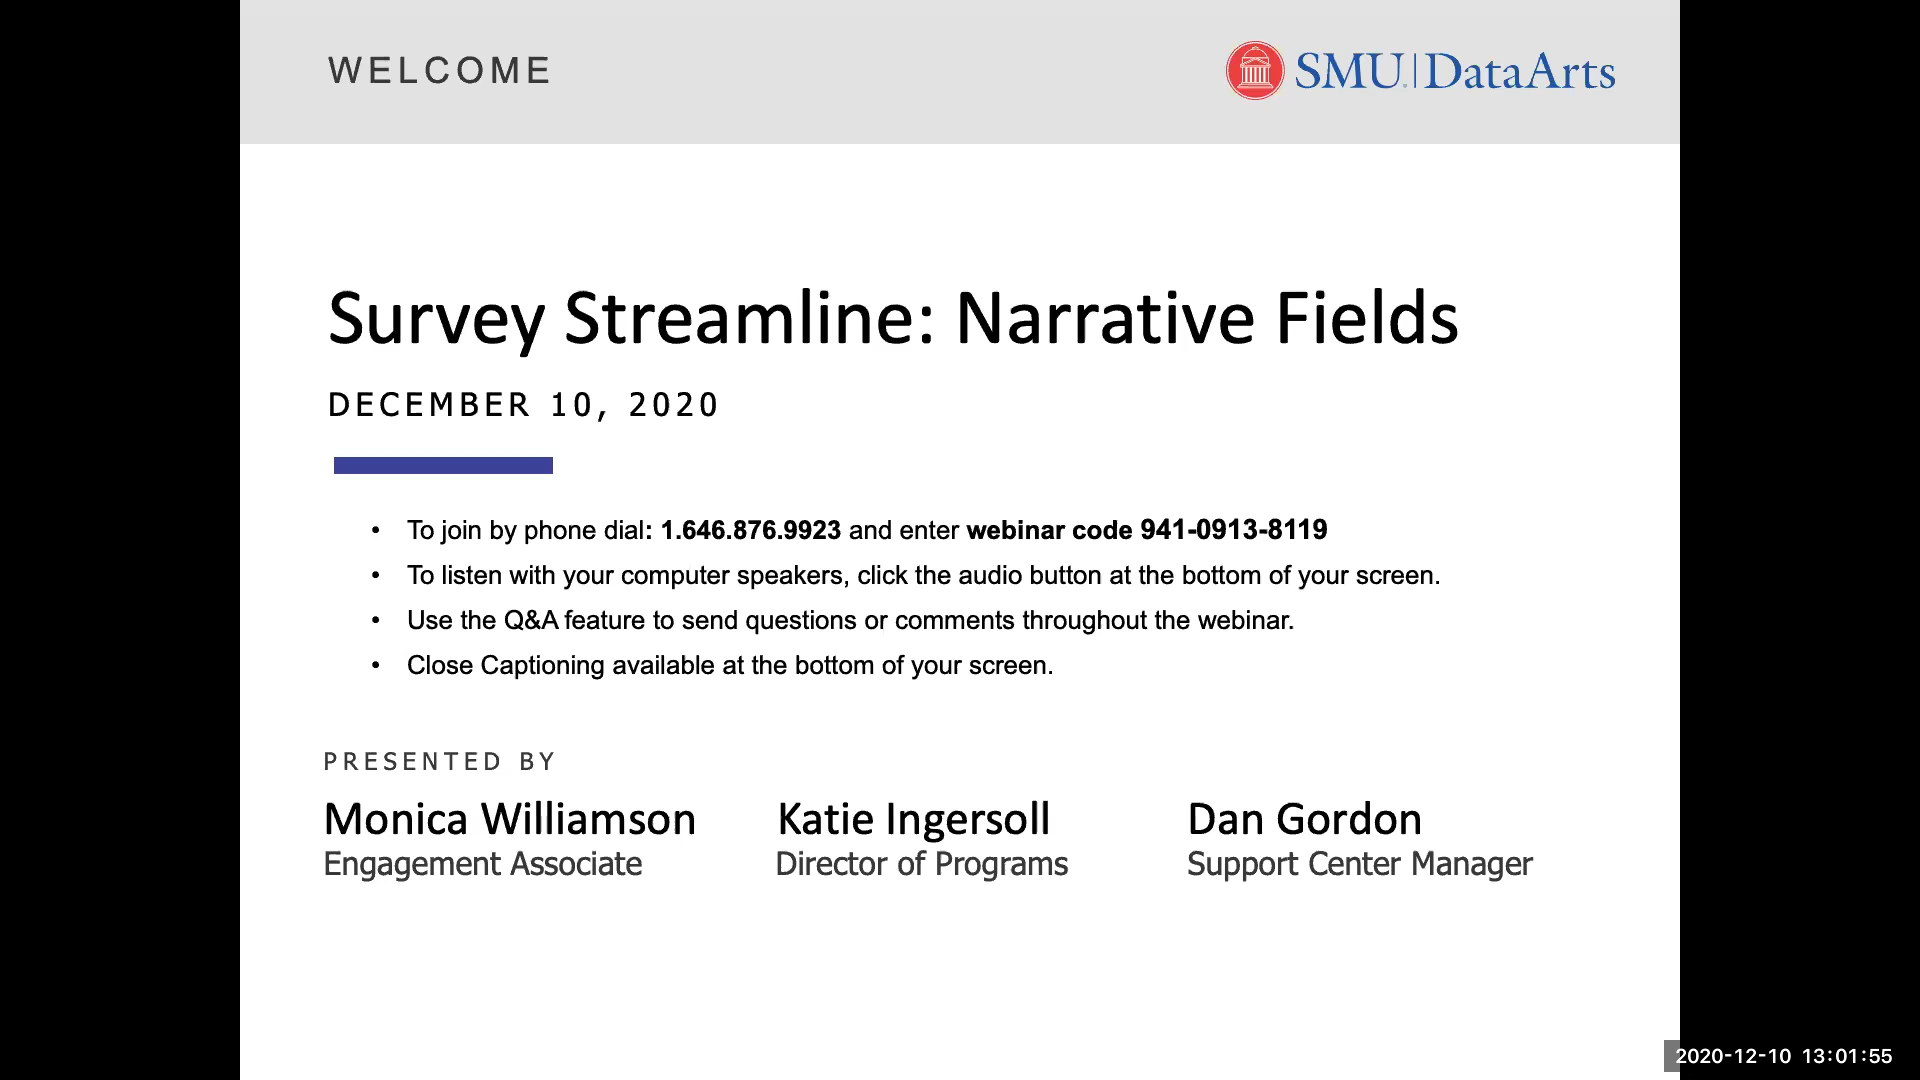 WELCOME
SMU. DataArts
Survey Streamline: Narrative Fields
DECEMBER 10, 2020
• To join by phone dial: 1.646.876.9923 and enter webinar code 941-0913-8119
• To listen with your computer speakers, click the audio button at the bottom of your screen.
• Use the Q&A feature to send questions or comments throughout the webinar.
• Close Captioning available at the bottom of your screen.
PRESENTED BY
Monica Williamson
Engagement Associate
Katie Ingersoll
Director of Programs
Dan Gordon
Support Center Manager
2020-12-10 13:01:55